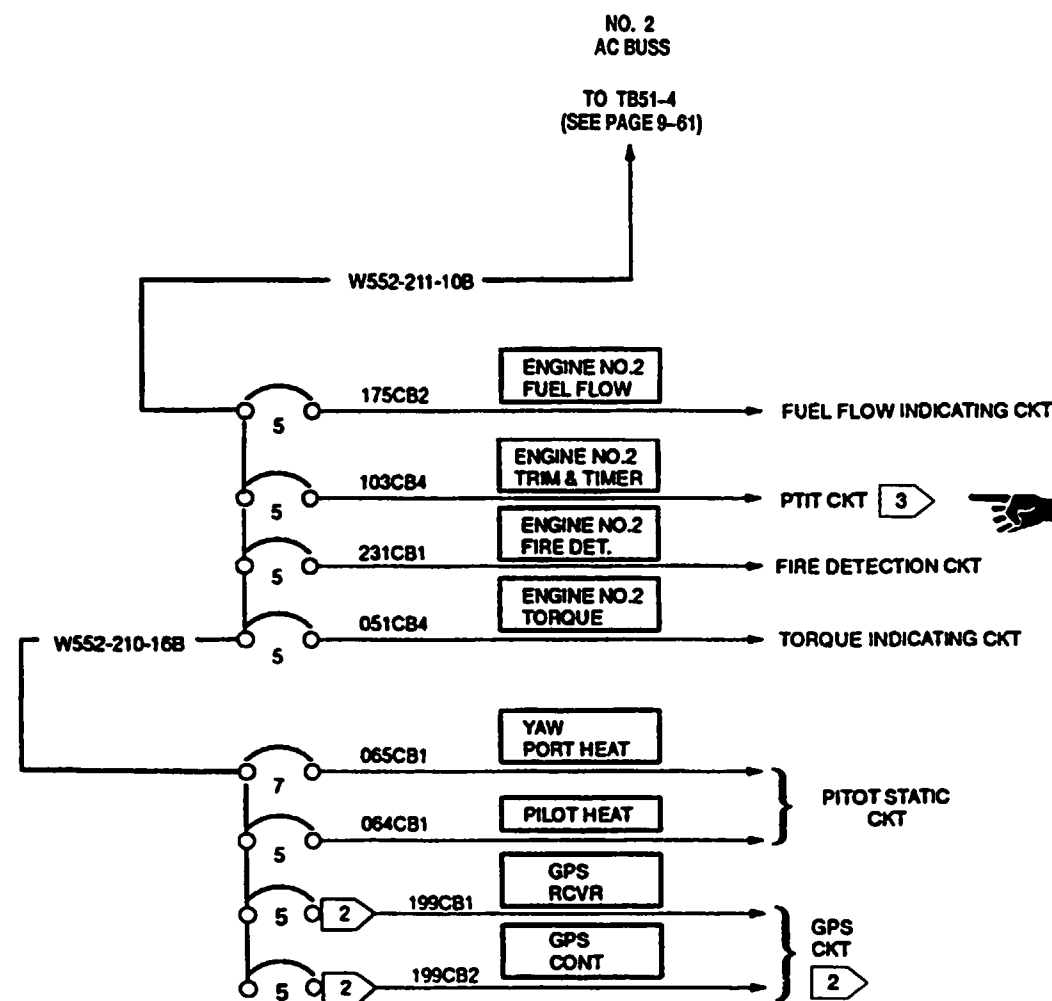 NO. 2
AC BUSS
TO TB51-4
(SEE PAGE 9-61)
W552-211-10B
175CB2
ENGINE NO.2
FUEL FLOW
5
FUEL FLOW INDICATING CKT
103CB4
ENGINE NO.2
TRIM & TIMER
5
PTIT CKT
3
231CB1
ENGINE NO.2
FIRE DET.
5
FIRE DETECTION CKT
W552-210-16B
051CB4
ENGINE NO.2
TORQUE
5
TORQUE INDICATING CKT
065CB1
YAW
PORT HEAT
7
064CB1
PILOT HEAT
5
PITOT STATIC
CKT
5
2
199CB1
GPS
RCVR
5
2
199CB2
GPS
CONT
GPS
CKT
2